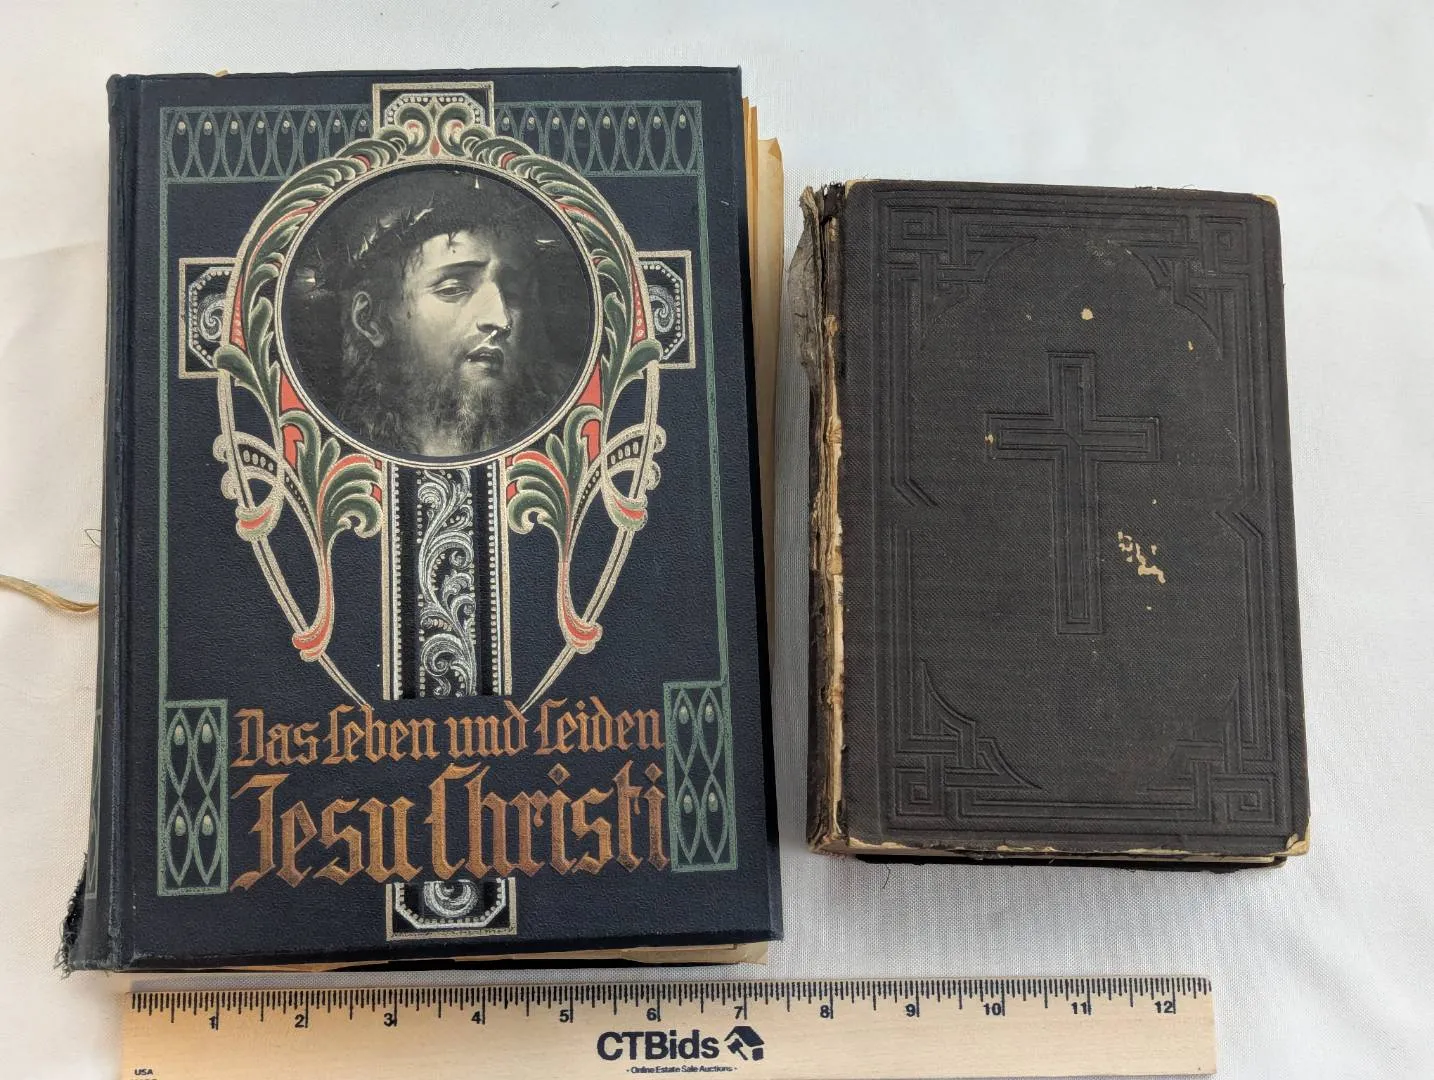 Das Leben und Leiden
Jesu Christi
1 2 3 4 5 6 7 8 9 10 11 12
CTBids
- Online Estate Sale Auctions -
USA